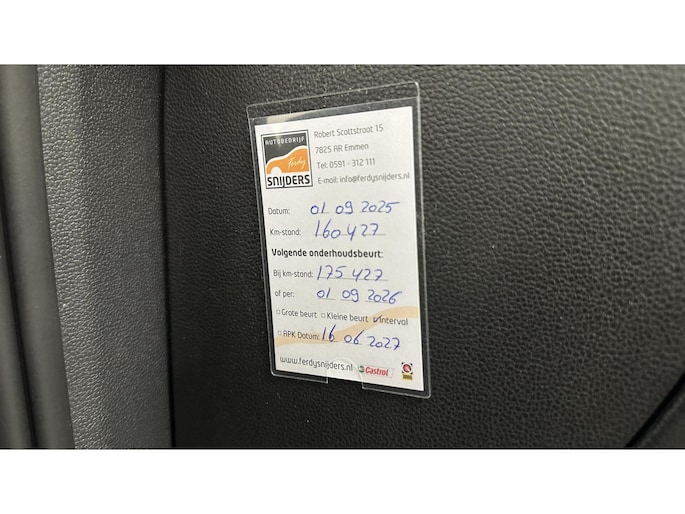 AUTOBEDRIJF
Ferdy
SNIJDERS
Robert Scottstraat 15
7825 AR Emmen
Tel: 0591 - 312 111
E-mail: info@ferdysnijders.nl
Datum: 01 09 2025
Km-stand: 160 427
Volgende onderhoudsbeurt:
Bij km-stand: 175 427
of per: 01 09 2026
Grote beurt Kleine beurt Interval
APK Datum: 16 06 2027
www.ferdysnijders.nl Castrol